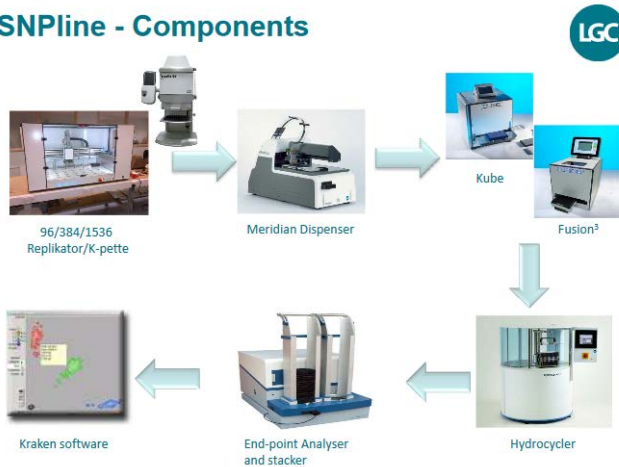 SNPline - Components
LGC
96/384/1536
Replikator/K-pette
Meridian Dispenser
Kube
Fusion³
Kraken software
End-point Analyser
and stacker
Hydrocycler